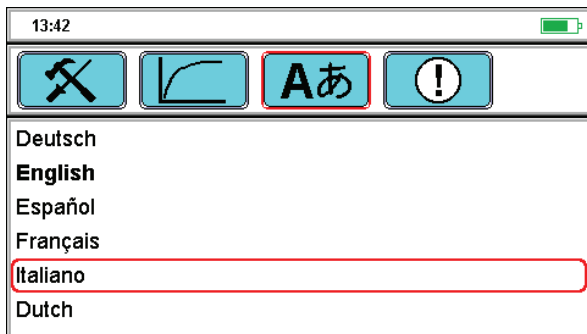 13:42
Aあ
!
Deutsch
English
Español
Français
Italiano
Dutch